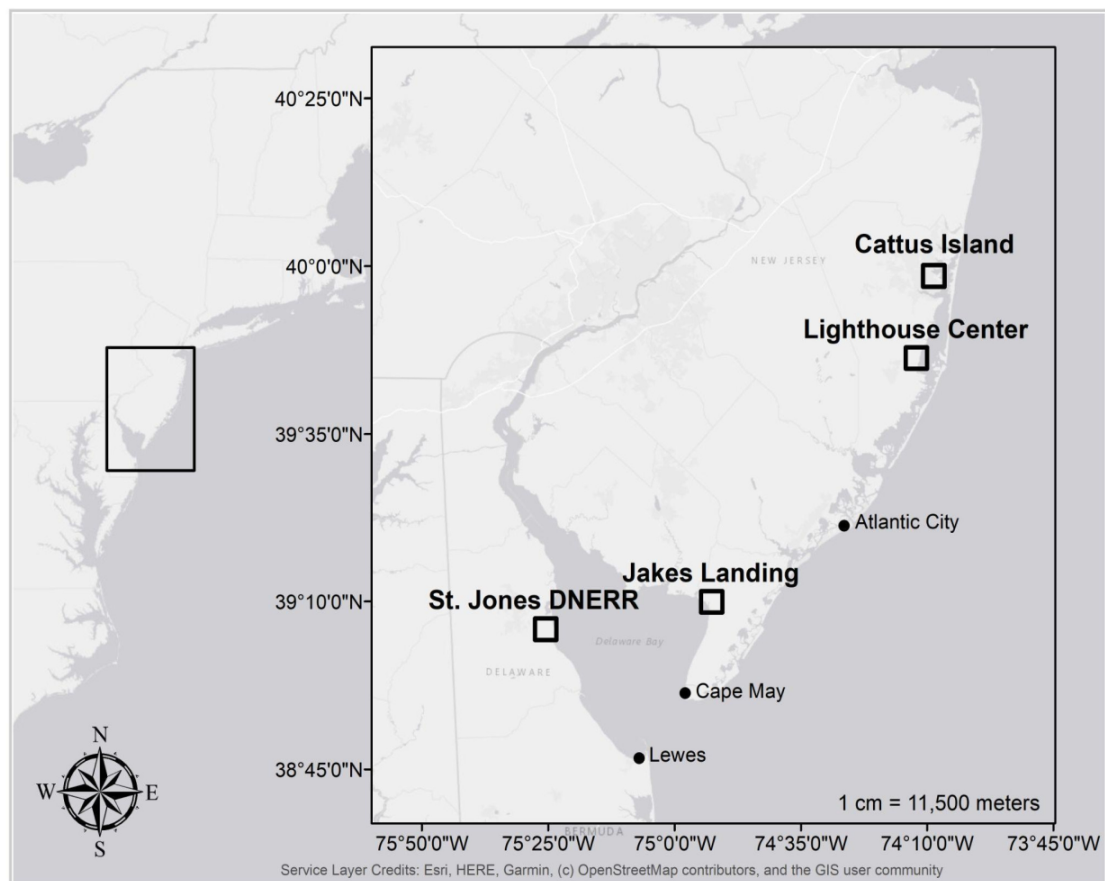 40°25'0"N
Cattus Island
NEW JERSEY
40°0'0"N
Lighthouse Center
39°35'0"N
Atlantic City
Jakes Landing
St. Jones DNERR
39°10'0"N
Delaware Bay
DELAWARE
Cape May
N
W E
S
Lewes
38°45'0"N
1 cm = 11,500 meters
BERMUDA
75°50'0"W 75°25'0"W 75°0'0"W 74°35'0"W 74°10'0"W 73°45'0"W
Service Layer Credits: Esri, HERE, Garmin, (c) OpenStreetMap contributors, and the GIS user community